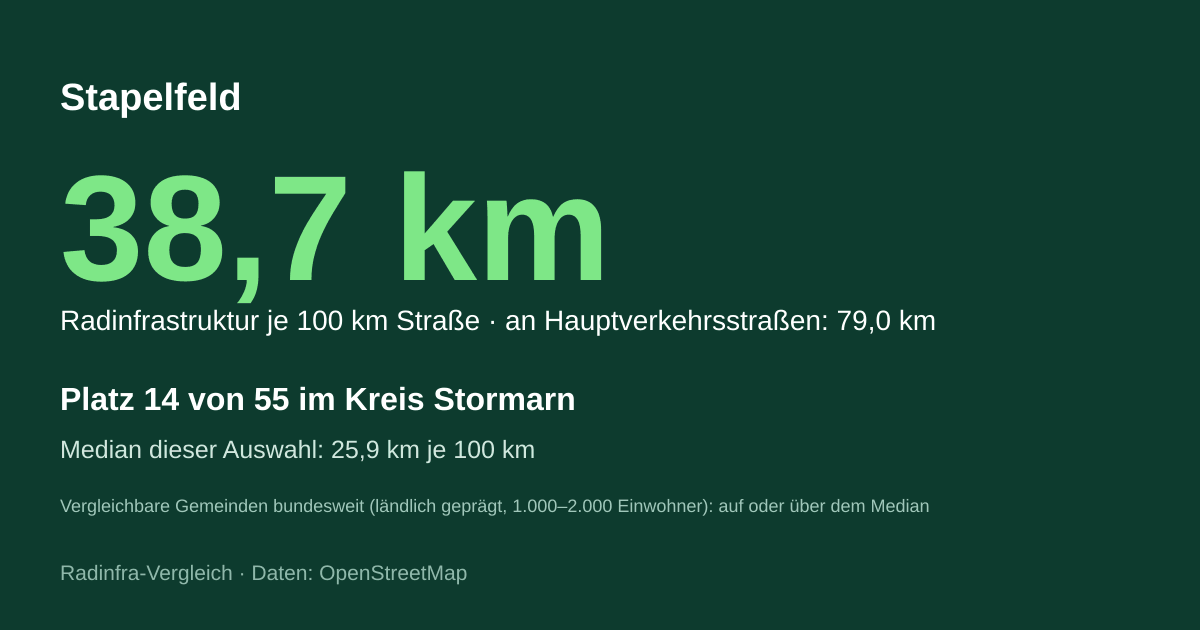 Stapelfeld
38,7 km
Radinfrastruktur je 100 km Straße · an Hauptverkehrsstraßen: 79,0 km
Platz 14 von 55 im Kreis Stormarn
Median dieser Auswahl: 25,9 km je 100 km
Vergleichbare Gemeinden bundesweit (ländlich geprägt, 1.000–2.000 Einwohner): auf oder über dem Median
Radinfra-Vergleich · Daten: OpenStreetMap